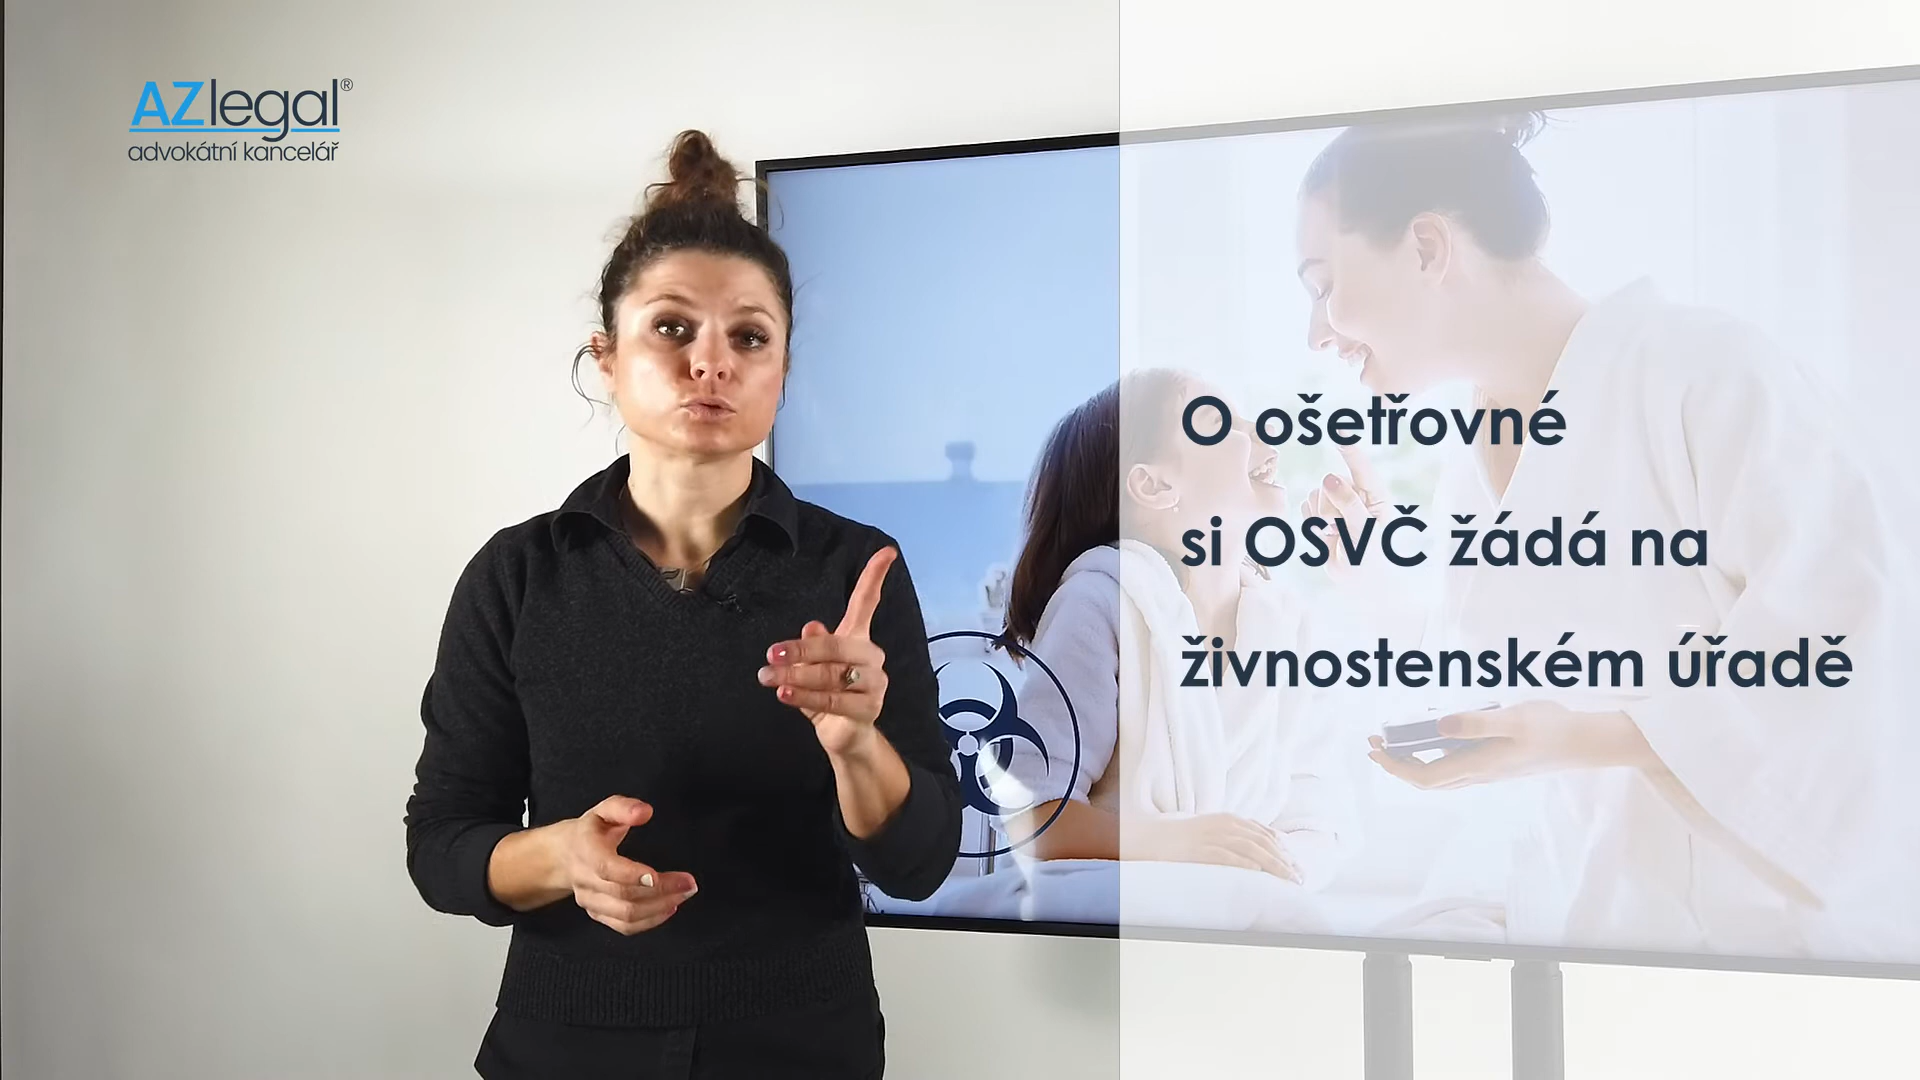 AZlegal®
advokátní kancelář
O ošetřovné
si OSVČ žádá na
živnostenském úřadě